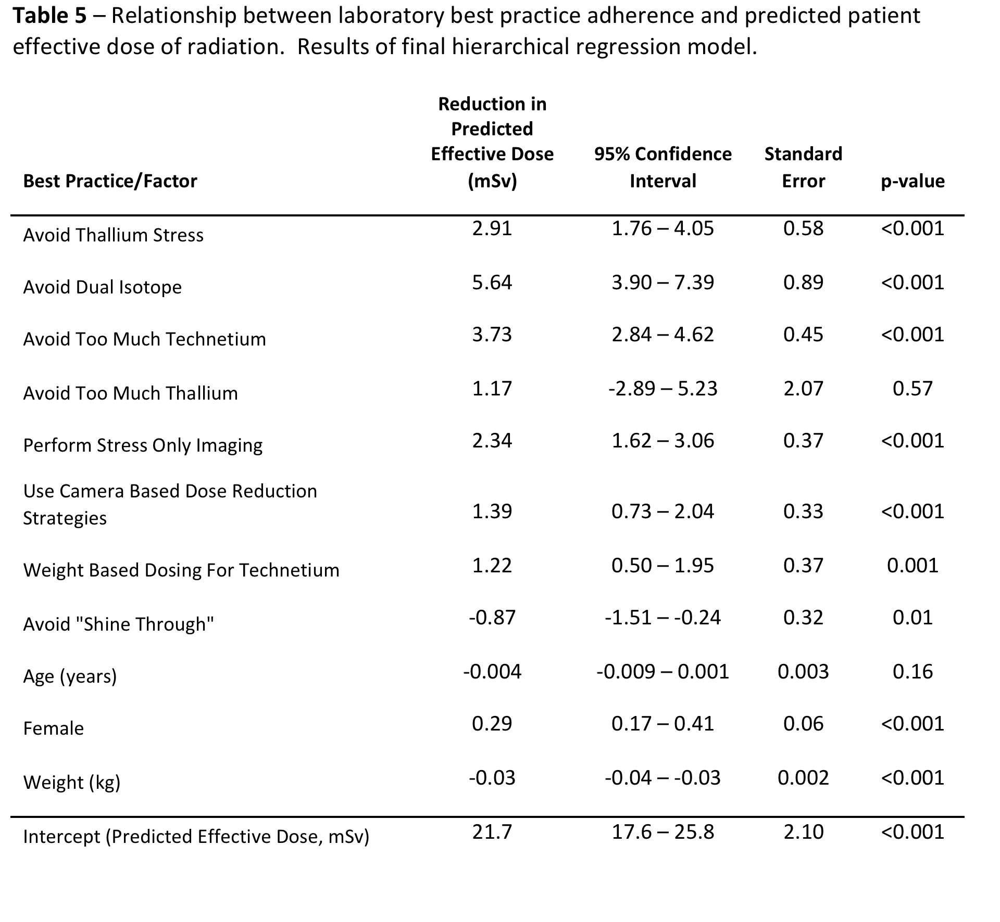 Table 5 – Relationship between laboratory best practice adherence and predicted patient
effective dose of radiation.  Results of final hierarchical regression model.
Reduction in
Predicted
Effective Dose 95% Confidence Standard
Best Practice/Factor (mSv) Interval Error p-value
Avoid Thallium Stress 2.91 1.76 – 4.05 0.58 <0.001
Avoid Dual Isotope 5.64 3.90 – 7.39 0.89 <0.001
Avoid Too Much Technetium 3.73 2.84 – 4.62 0.45 <0.001
Avoid Too Much Thallium 1.17 -2.89 – 5.23 2.07 0.57
Perform Stress Only Imaging 2.34 1.62 – 3.06 0.37 <0.001
Use Camera Based Dose Reduction
Strategies 1.39 0.73 – 2.04 0.33 <0.001
Weight Based Dosing For Technetium 1.22 0.50 – 1.95 0.37 0.001
Avoid "Shine Through" -0.87 -1.51 – -0.24 0.32 0.01
Age (years) -0.004 -0.009 – 0.001 0.003 0.16
Female 0.29 0.17 – 0.41 0.06 <0.001
Weight (kg) -0.03 -0.04 – -0.03 0.002 <0.001
Intercept (Predicted Effective Dose, mSv) 21.7 17.6 – 25.8 2.10 <0.001